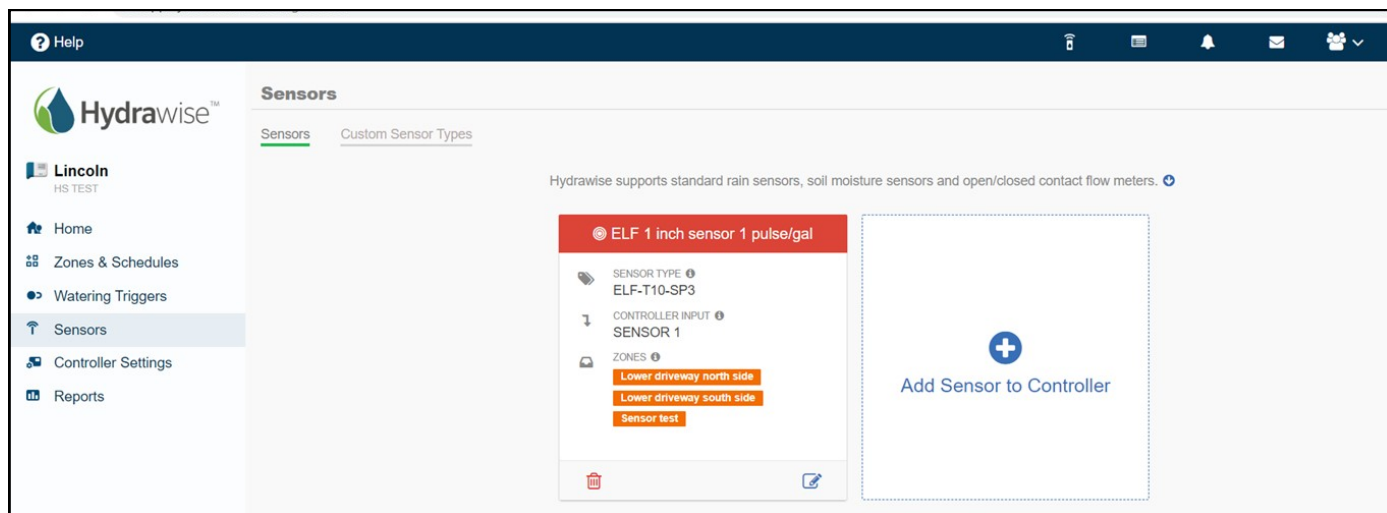 Help
Hydrawise™
Lincoln
HS TEST
Home
Zones & Schedules
Watering Triggers
Sensors
Controller Settings
Reports
Sensors
Sensors Custom Sensor Types
Hydrawise supports standard rain sensors, soil moisture sensors and open/closed contact flow meters.
ELF 1 inch sensor 1 pulse/gal
SENSOR TYPE
ELF-T10-SP3
CONTROLLER INPUT
SENSOR 1
ZONES
Lower driveway north side
Lower driveway south side
Sensor test
Add Sensor to Controller